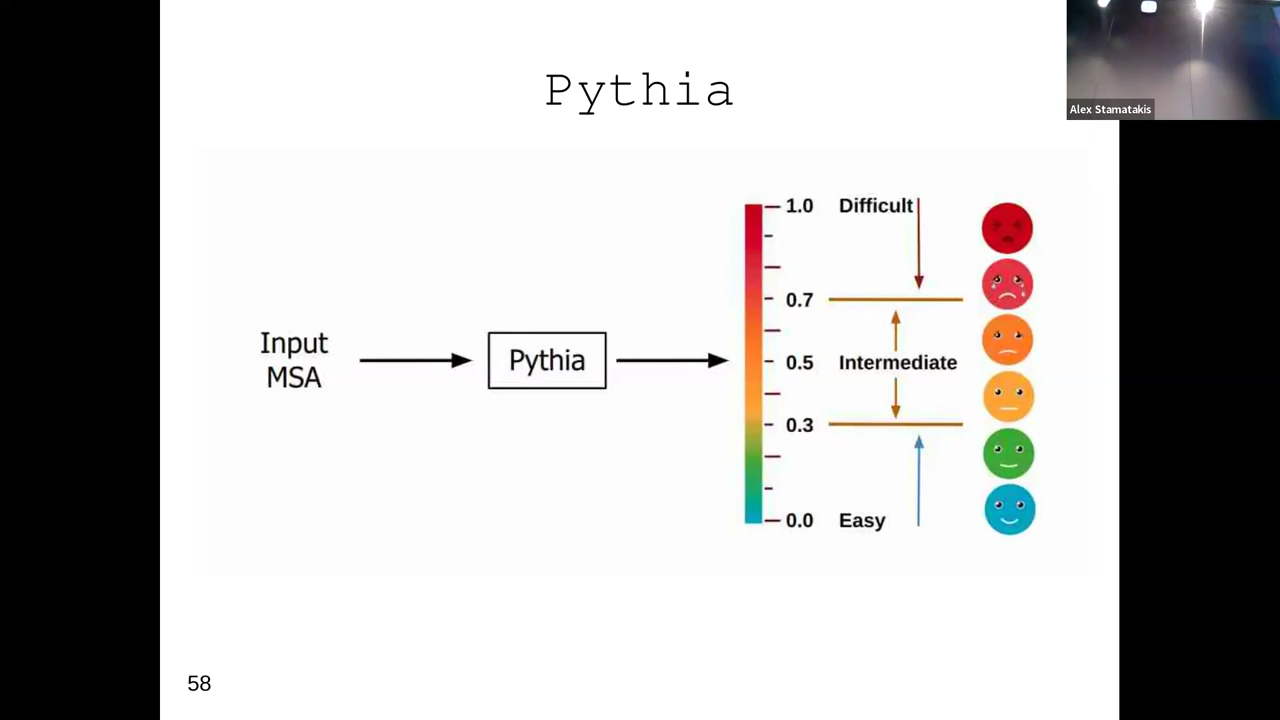 Pythia
Alex Stamatakis
Input
MSA
Pythia
1.0 Difficult
0.7
0.5 Intermediate
0.3
0.0 Easy
58